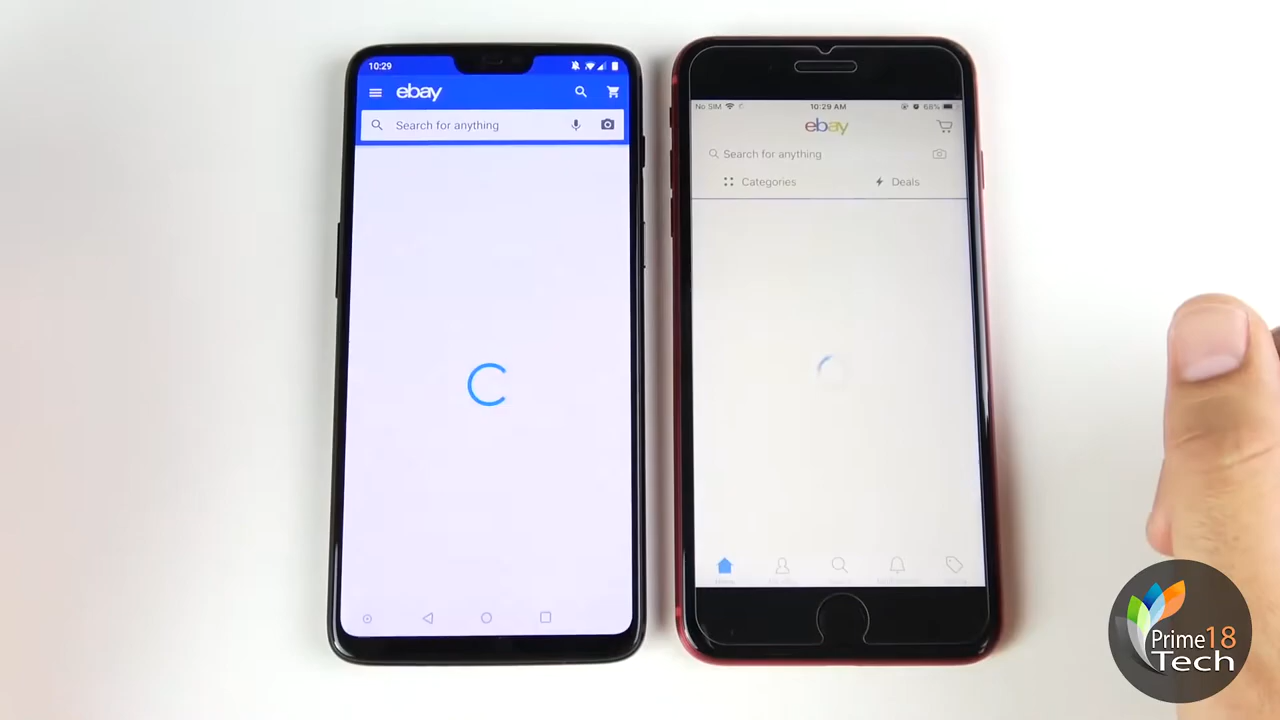 10:29
ebay
Search for anything
No SIM
10:29 AM
68%
ebay
Search for anything
Categories
Deals
Home
Prime18
Tech